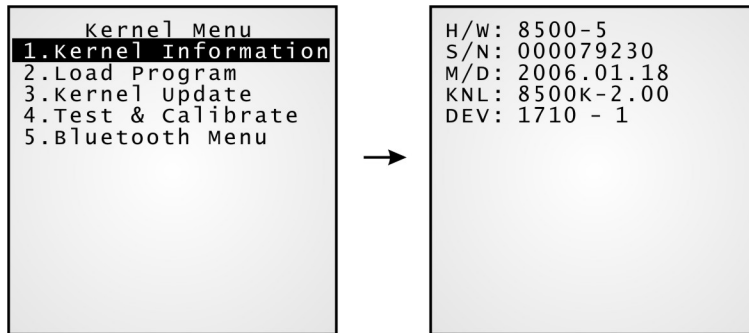 Kernel Menu
1.Kernel Information
2.Load Program
3.Kernel Update
4.Test & Calibrate
5.Bluetooth Menu
H/W: 8500-5
S/N: 000079230
M/D: 2006.01.18
KNL: 8500K-2.00
DEV: 1710 - 1